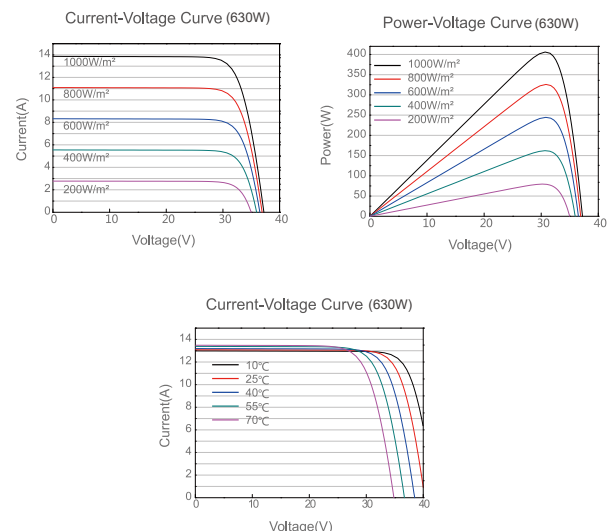 Current-Voltage Curve (630W)
14
12
10
8
6
4
2
0
1000W/m²
800W/m²
600W/m²
400W/m²
200W/m²
Current(A)
0
10
20
30
40
Voltage(V)
Power-Voltage Curve (630W)
400
375
250
200
150
100
50
0
1000W/m²
800W/m²
600W/m²
400W/m²
200W/m²
Power(W)
0
10
20
30
40
Voltage(V)
Current-Voltage Curve (630W)
14
12
10
8
6
4
2
0
10℃
25℃
40℃
55℃
70℃
Current(A)
0
10
20
30
40
Voltage(V)